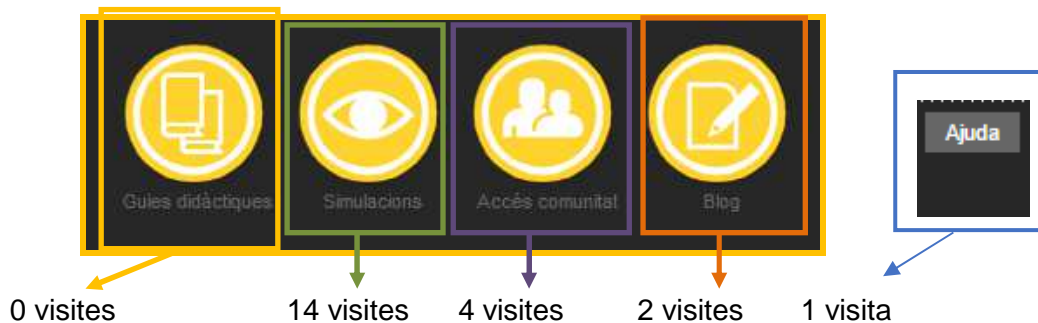 Guies didàctiques Simulacions Accés comunitat Blog
Ajuda
0 visites 14 visites 4 visites 2 visites 1 visita